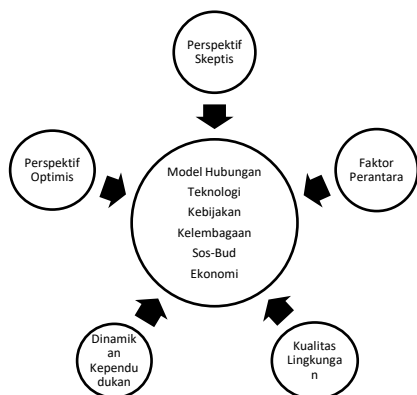 Perspektif
Skeptis
Perspektif
Optimis
Model Hubungan
Teknologi
Kebijakan
Kelembagaan
Sos-Bud
Ekonomi
Faktor
Perantara
Dinamik
an
Kependu
dukan
Kualitas
Lingkunga
n